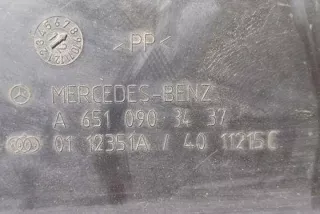 >PP<
MERCEDES-BENZ
A 651 090 34 37
01 12351A / 40 11215C